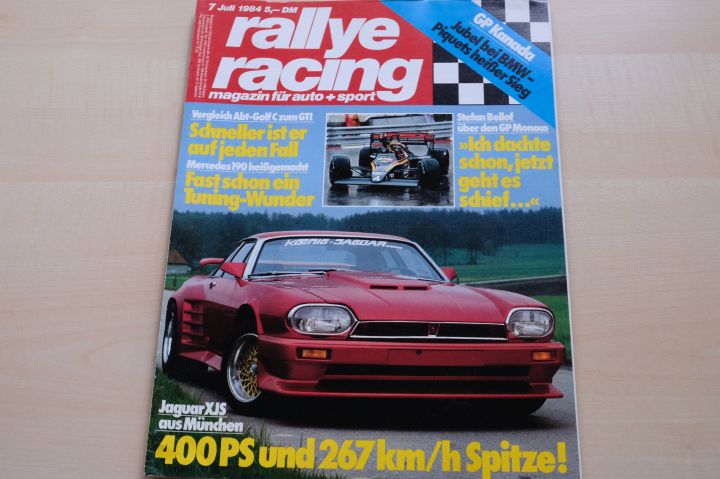 7 Juli 1984 5,– DM
rallye
racing
magazin für auto + sport
GP Kanada
Jubel bei BMW–
Piquets heißer Sieg
Vergleich Abt-Golf C zum GTI
Schneller ist er
auf jeden Fall
Mercedes 190 heißgemacht
Fast schon ein
Tuning-Wunder
Stefan Bellof
über den GP Monaco
»Ich dachte
schon, jetzt
geht es
schief...«
KŒNIG-JAGUAR
Jaguar XJS
aus München
400 PS und 267 km/h Spitze!